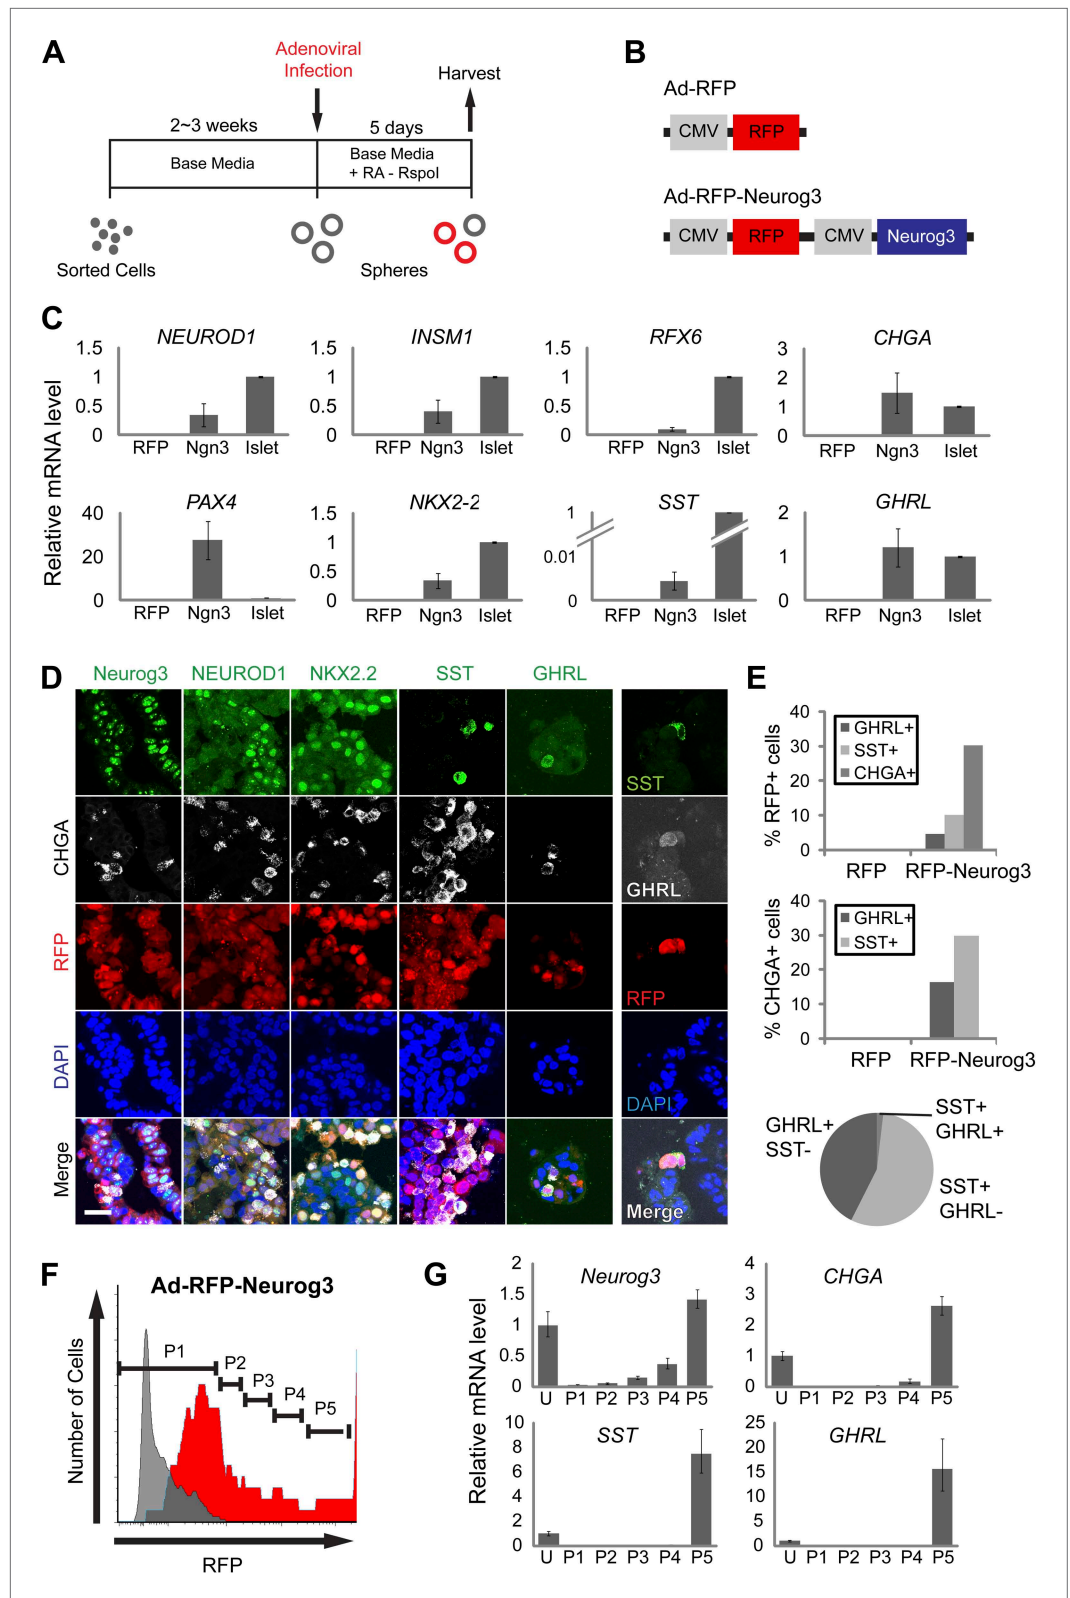 A
Adenoviral
Infection
Harvest
2~3 weeks
5 days
Base Media
Base Media
+ RA - RspoI
Sorted Cells
Spheres
B
Ad-RFP
CMV
RFP
Ad-RFP-Neurog3
CMV
RFP
CMV
Neurog3
C
Relative mRNA level
NEUROD1
1.5
1
0.5
0
RFP Ngn3 Islet
INSM1
1.5
1
0.5
0
RFP Ngn3 Islet
RFX6
1.5
1
0.5
0
RFP Ngn3 Islet
CHGA
3
2
1
0
RFP Ngn3 Islet
PAX4
40
20
0
RFP Ngn3 Islet
NKX2-2
1.5
1
0.5
0
RFP Ngn3 Islet
SST
1
0.01
0
RFP Ngn3 Islet
GHRL
2
1
0
RFP Ngn3 Islet
D
Neurog3 NEUROD1 NKX2.2 SST GHRL
CHGA
RFP
DAPI
Merge
SST
GHRL
RFP
DAPI
Merge
E
% RFP+ cells
40
30
20
10
0
GHRL+
SST+
CHGA+
RFP RFP-Neurog3
% CHGA+ cells
40
30
20
10
0
GHRL+
SST+
RFP RFP-Neurog3
GHRL+
SST-
SST+
GHRL+
SST+
GHRL-
F
Ad-RFP-Neurog3
Number of Cells
P1
P2
P3
P4
P5
RFP
G
Relative mRNA level
Neurog3
2
1.5
1
0.5
0
U P1 P2 P3 P4 P5
CHGA
4
3
2
1
0
U P1 P2 P3 P4 P5
SST
10
8
6
4
2
0
U P1 P2 P3 P4 P5
GHRL
25
20
15
10
5
0
U P1 P2 P3 P4 P5